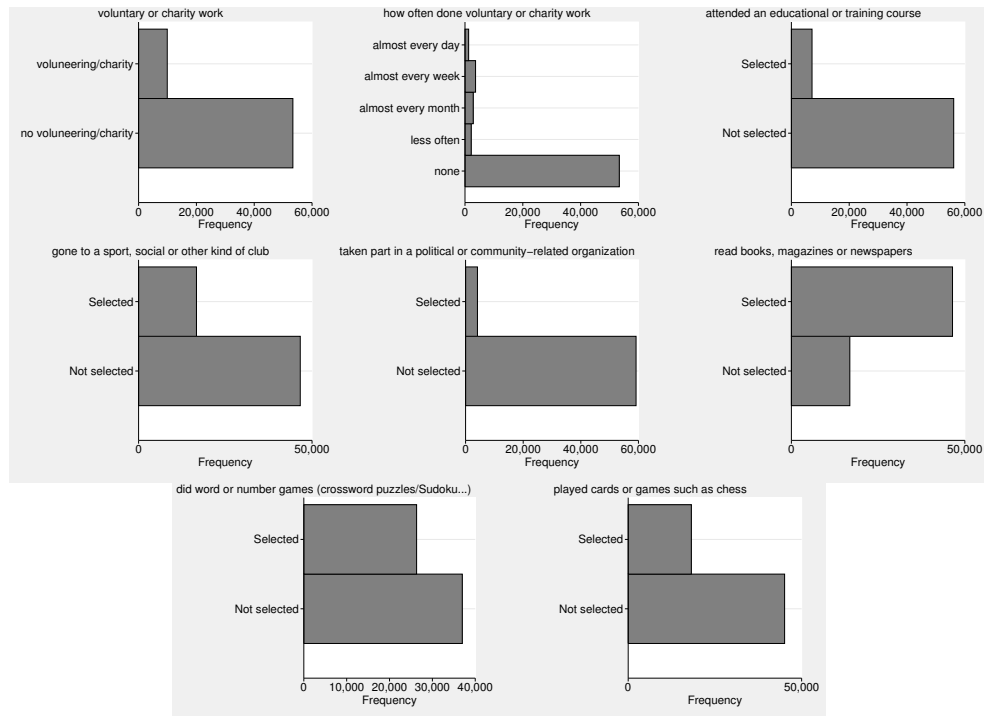 voluntary or charity work
voluneering/charity
no voluneering/charity
0 20,000 40,000 60,000
Frequency
how often done voluntary or charity work
almost every day
almost every week
almost every month
less often
none
0 20,000 40,000 60,000
Frequency
attended an educational or training course
Selected
Not selected
0 20,000 40,000 60,000
Frequency
gone to a sport, social or other kind of club
Selected
Not selected
0 50,000
Frequency
taken part in a political or community−related organization
Selected
Not selected
0 20,000 40,000 60,000
Frequency
read books, magazines or newspapers
Selected
Not selected
0 50,000
Frequency
did word or number games (crossword puzzles/Sudoku...)
Selected
Not selected
0 10,000 20,000 30,000 40,000
Frequency
played cards or games such as chess
Selected
Not selected
0 50,000
Frequency